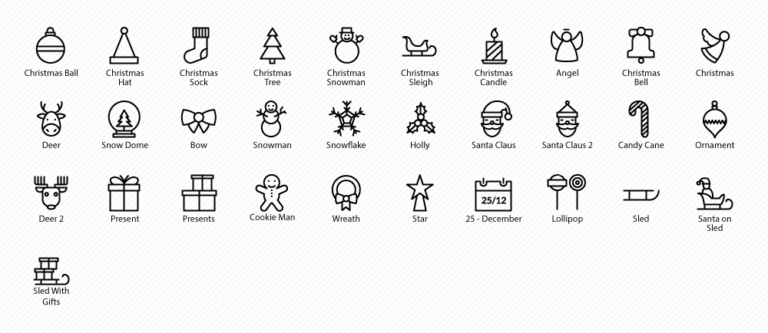 Christmas Ball
Christmas
Hat
Christmas
Sock
Christmas
Tree
Christmas
Snowman
Christmas
Sleigh
Christmas
Candle
Angel
Christmas
Bell
Christmas
Deer
Snow Dome
Bow
Snowman
Snowflake
Holly
Santa Claus
Santa Claus 2
Candy Cane
Ornament
Deer 2
Present
Presents
Cookie Man
Wreath
Star
25/12
25 - December
Lollipop
Sled
Santa on
Sled
Sled With
Gifts